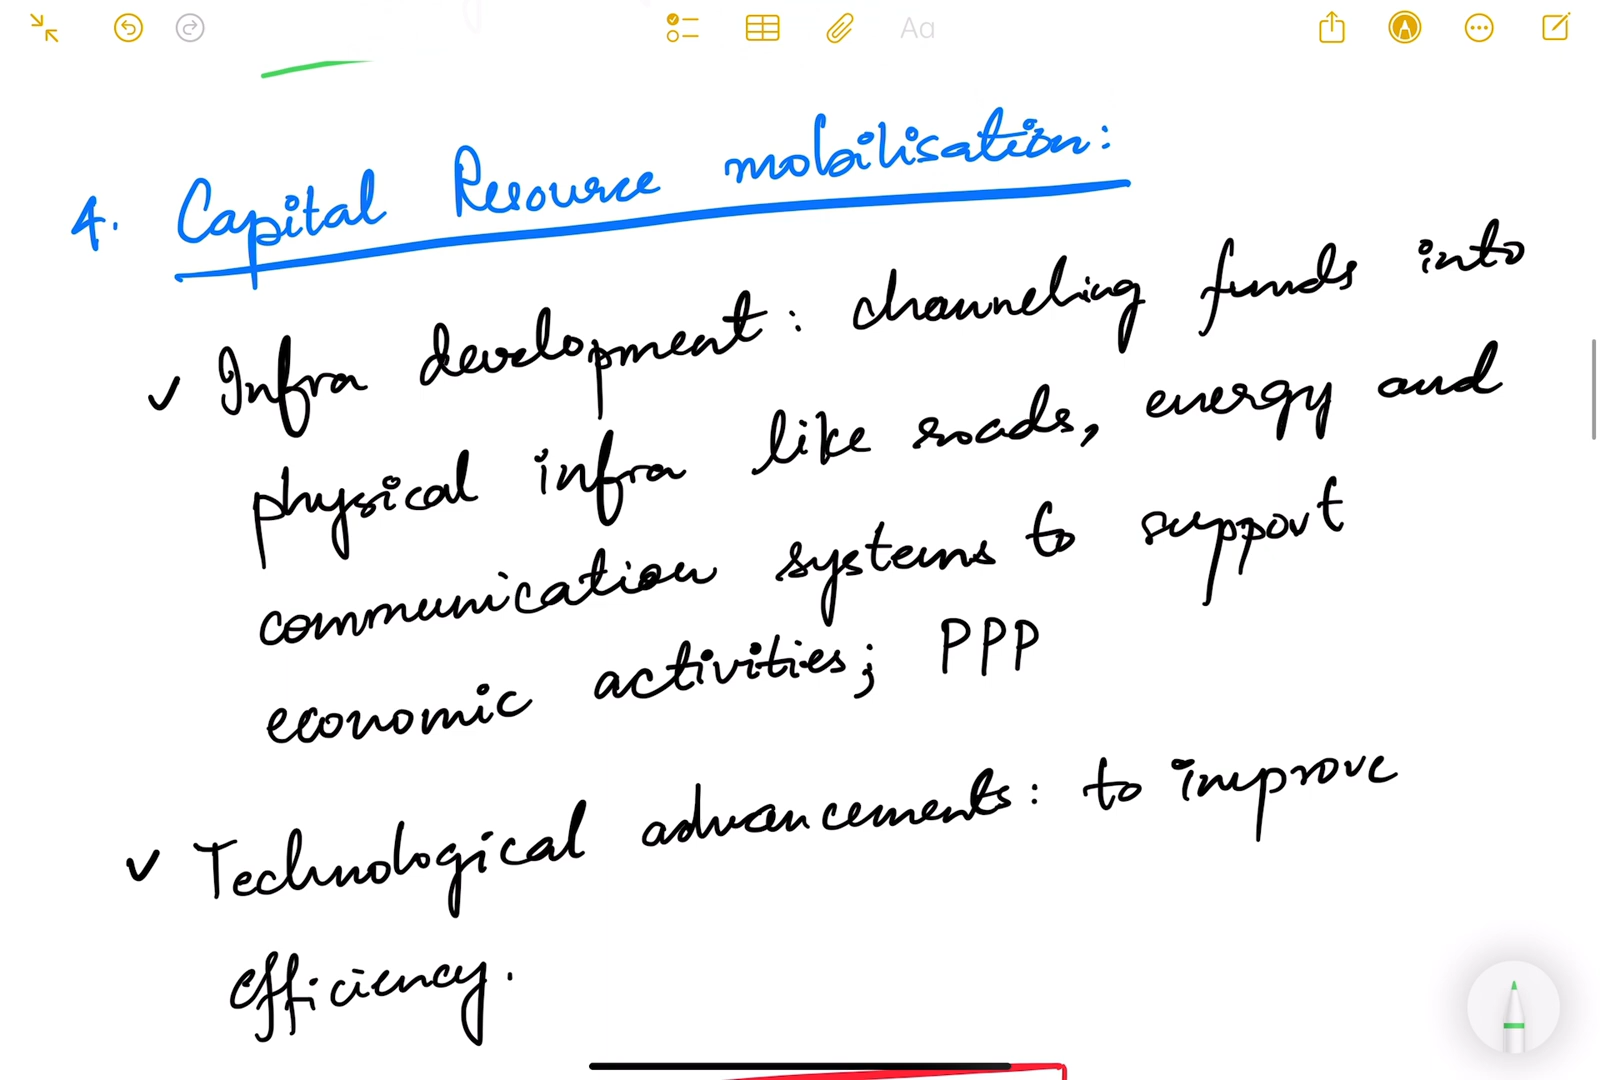 Aa
4. Capital Resource mobilisation:
✓ Infra development: channeling funds into
physical infra like roads, energy and
communication systems to support
economic activities; PPP
✓ Technological advancements: to improve
efficiency.